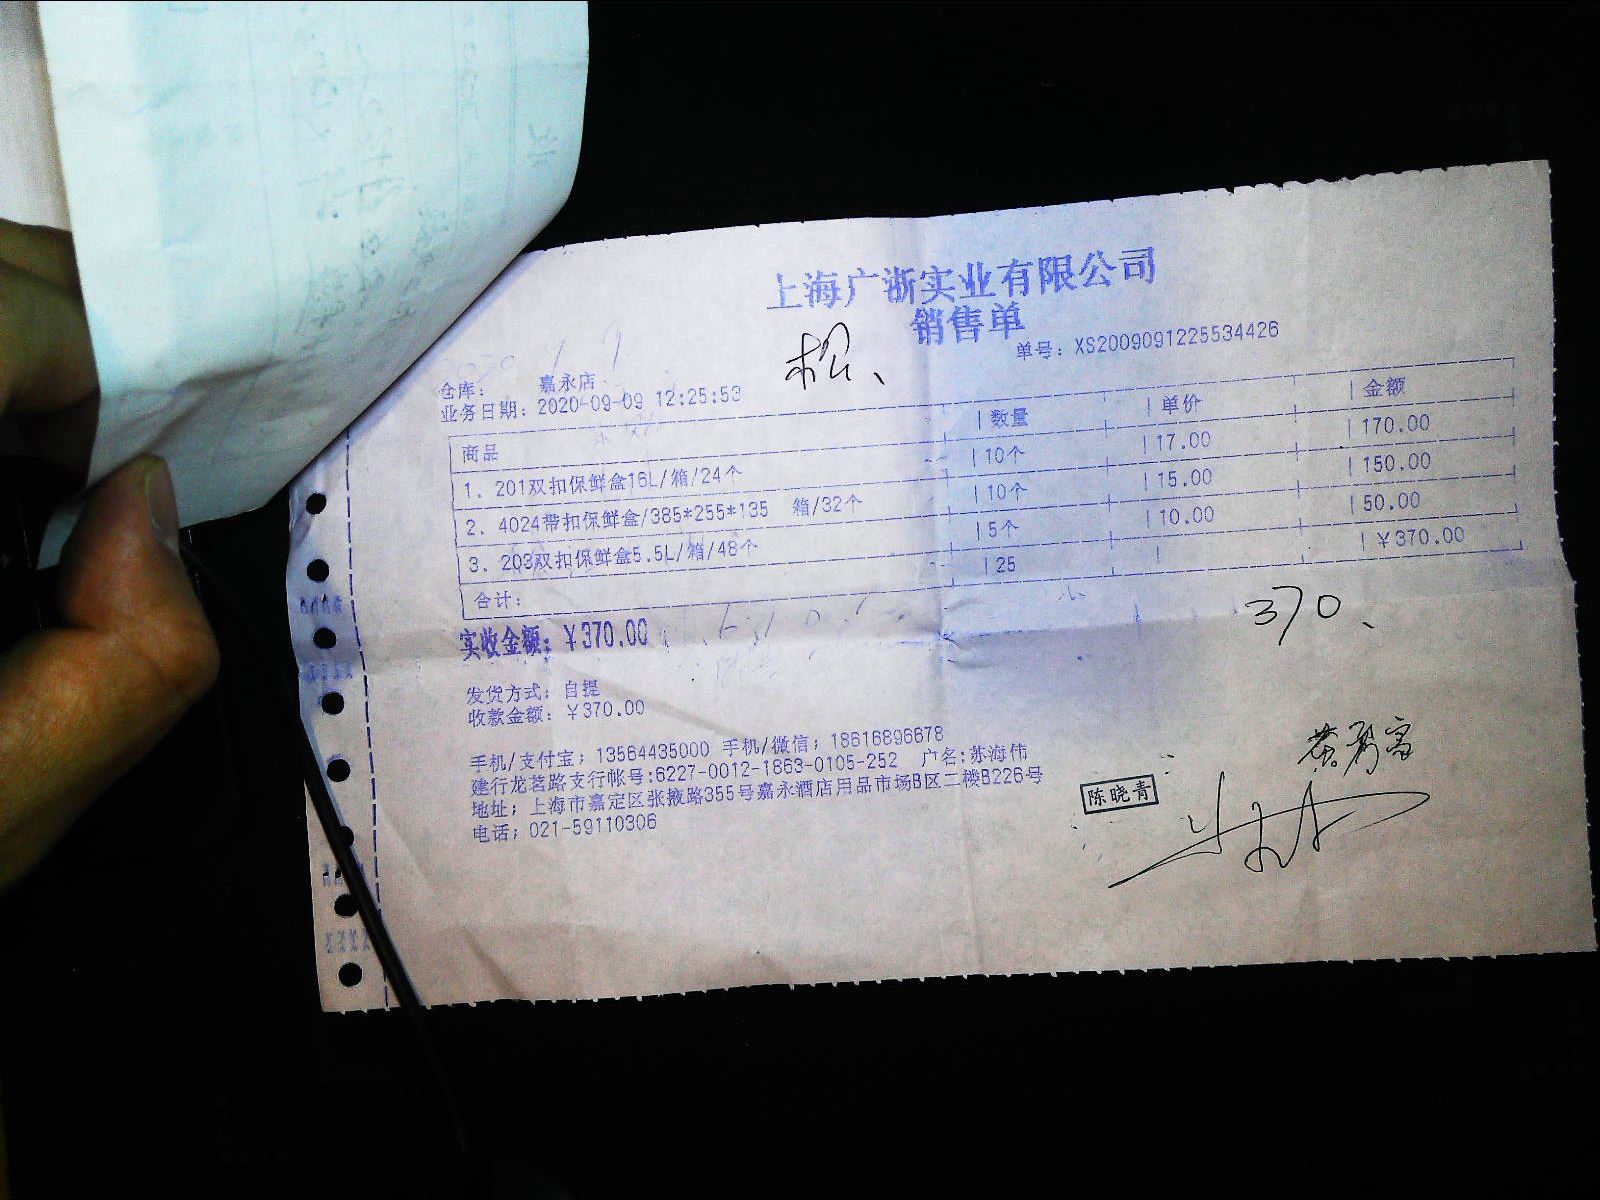 上海广浙实业有限公司
销售单
松、
单号：XS2009091225534426
仓库： 嘉永店
业务日期：2020-09-09 12:25:53
商品 数量 单价 金额
1、201双扣保鲜盒16L/箱/24个 10个 17.00 170.00
2、4024带扣保鲜盒/385*255*135 箱/32个 10个 15.00 150.00
3、203双扣保鲜盒5.5L/箱/48个 5个 10.00 50.00
合计： 25 ￥370.00
370、
实收金额：￥370.00
发货方式：自提
收款金额：￥370.00
手机/支付宝；13564435000 手机/微信；18616896678
建行龙茗路支行帐号:6227-0012-1863-0105-252 户名:苏海伟
地址；上海市嘉定区张掖路355号嘉永酒店用品市场B区二楼B226号
电话；021-59110306
陈晓青